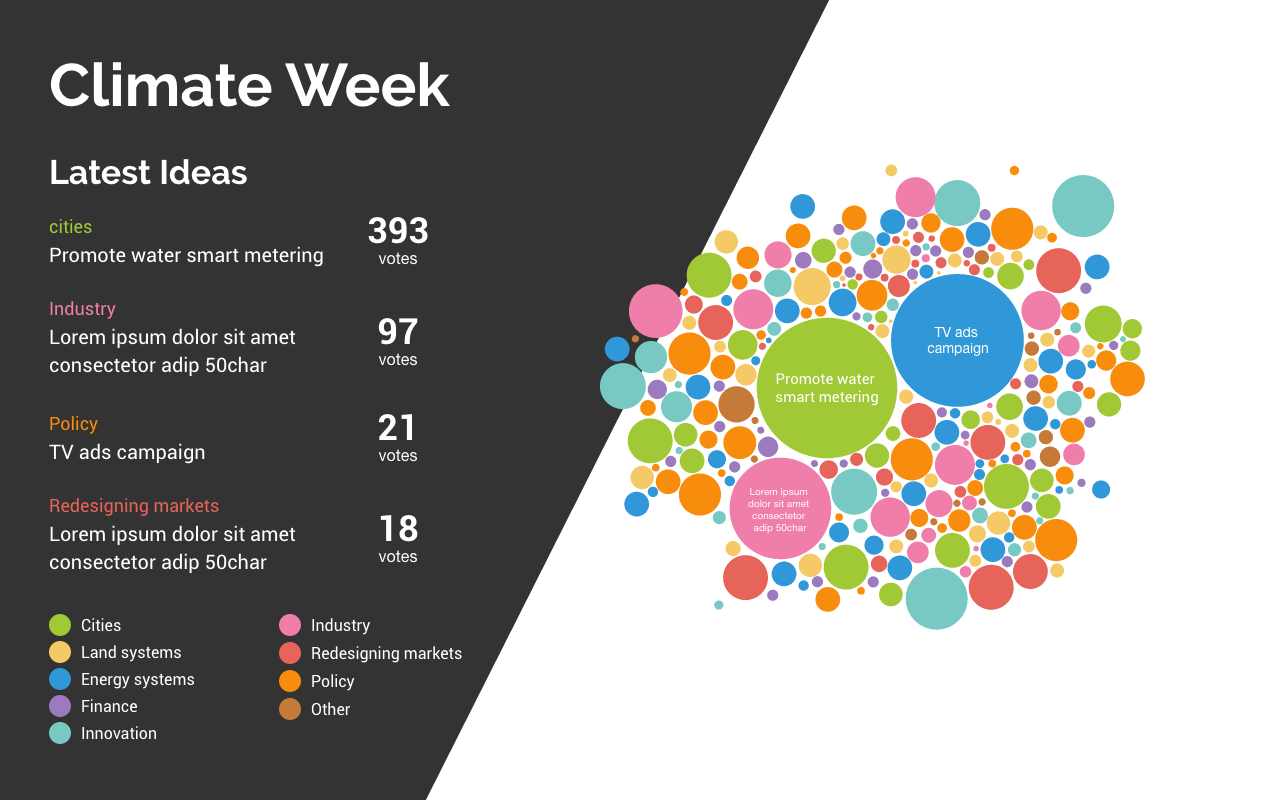 Climate Week
Latest Ideas
cities
Promote water smart metering
393
votes
Industry
Lorem ipsum dolor sit amet
consectetor adip 50char
97
votes
Policy
TV ads campaign
21
votes
Redesigning markets
Lorem ipsum dolor sit amet
consectetor adip 50char
18
votes
Cities
Land systems
Energy systems
Finance
Innovation
Industry
Redesigning markets
Policy
Other
TV ads
campaign
Promote water
smart metering
Lorem ipsum
dolor sit amet
consectetor
adip 50char